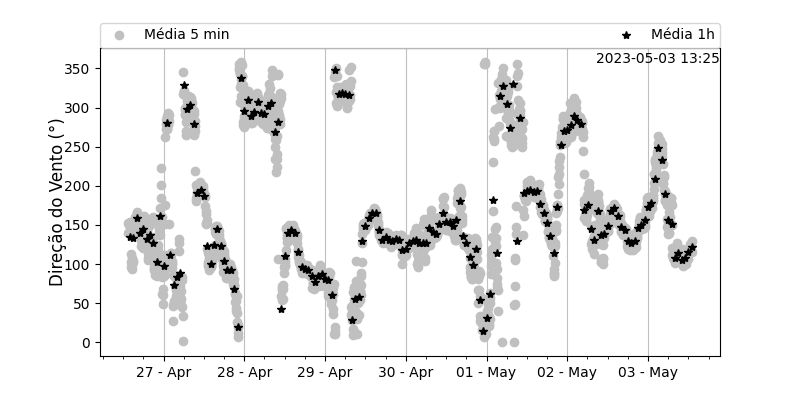 Média 5 min
Média 1h
2023-05-03 13:25
Direção do Vento (°)
350
300
250
200
150
100
50
0
27 - Apr
28 - Apr
29 - Apr
30 - Apr
01 - May
02 - May
03 - May